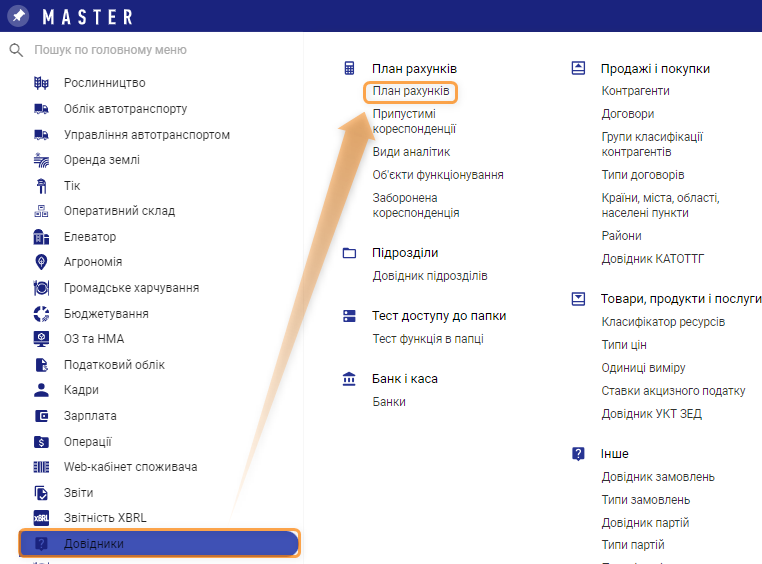 MASTER
Пошук по головному меню
Рослинництво
Облік автотранспорту
Управління автотранспортом
Оренда землі
Тік
Оперативний склад
Елеватор
Агрономія
Громадське харчування
Бюджетування
ОЗ та НМА
Податковий облік
Кадри
Зарплата
Операції
Web-кабінет споживача
Звіти
XBRL Звітність XBRL
Довідники
План рахунків
План рахунків
Припустимі
кореспонденції
Види аналітик
Об'єкти функціонування
Заборонена
кореспонденція
Підрозділи
Довідник підрозділів
Тест доступу до папки
Тест функція в папці
Банк і каса
Банки
Продажі і покупки
Контрагенти
Договори
Групи класифікації
контрагентів
Типи договорів
Країни, міста, області,
населені пункти
Райони
Довідник КАТОТТГ
Товари, продукти і послуги
Класифікатор ресурсів
Типи цін
Одиниці виміру
Ставки акцизного податку
Довідник УКТ ЗЕД
Інше
Довідник замовлень
Типи замовлень
Довідник партій
Типи партій